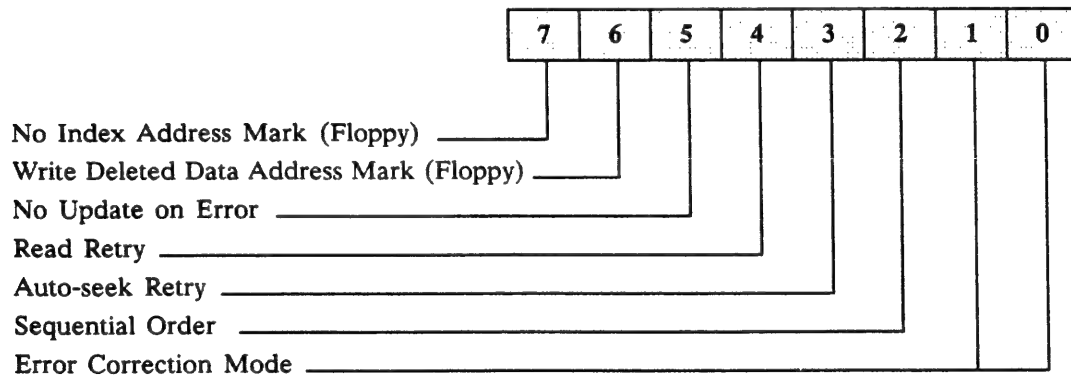 7 6 5 4 3 2 1 0
No Index Address Mark (Floppy)
Write Deleted Data Address Mark (Floppy)
No Update on Error
Read Retry
Auto-seek Retry
Sequential Order
Error Correction Mode